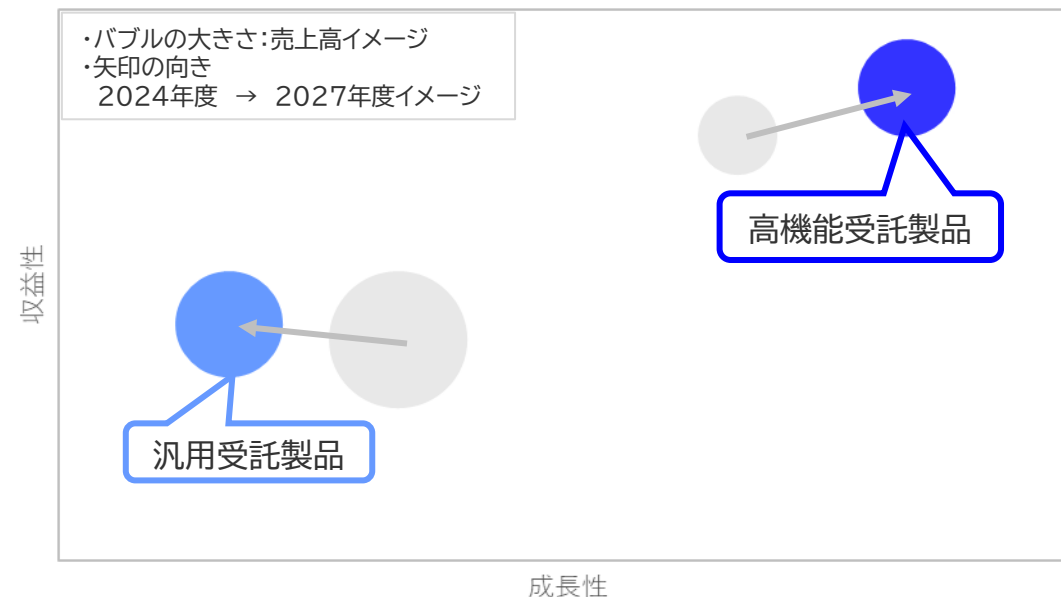 ・バブルの大きさ：売上高イメージ
・矢印の向き
2024年度 → 2027年度イメージ
高機能受託製品
収益性
汎用受託製品
成長性